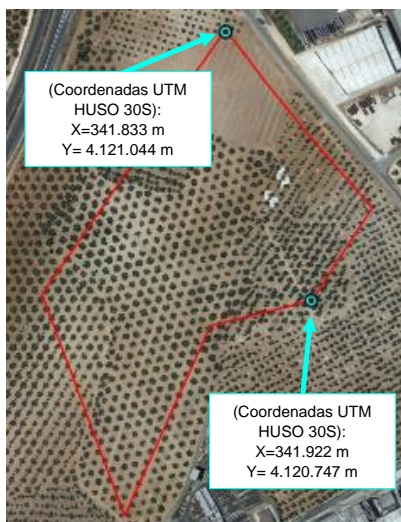 (Coordenadas UTM
HUSO 30S):
X=341.833 m
Y= 4.121.044 m
(Coordenadas UTM
HUSO 30S):
X=341.922 m
Y= 4.120.747 m